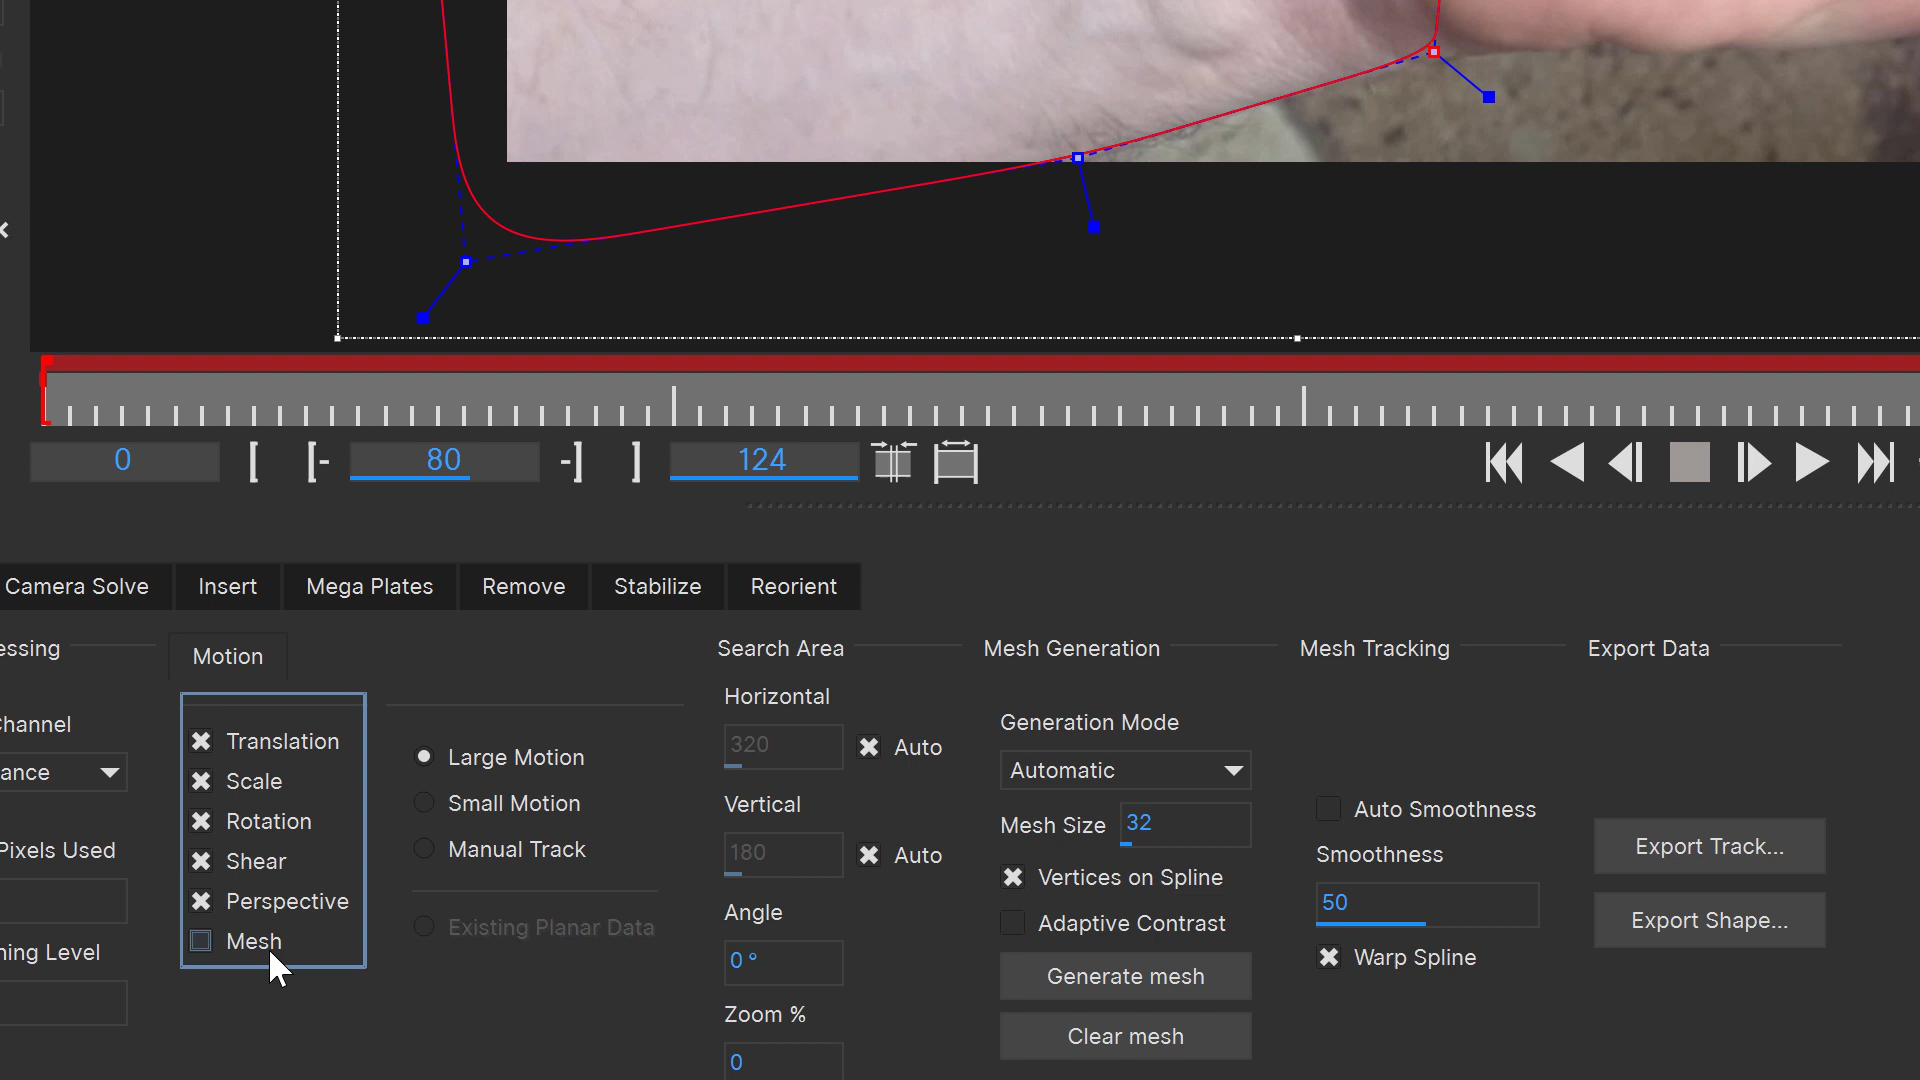 0 [ [- 80 -] ] 124
Camera Solve Insert Mega Plates Remove Stabilize Reorient
essing
Motion
Search Area
Mesh Generation
Mesh Tracking
Export Data
Channel
ance
Pixels Used
ning Level
Translation
Scale
Rotation
Shear
Perspective
Mesh
Large Motion
Small Motion
Manual Track
Existing Planar Data
Horizontal
320 Auto
Vertical
180 Auto
Angle
0 °
Zoom %
0
Generation Mode
Automatic
Mesh Size 32
Vertices on Spline
Adaptive Contrast
Generate mesh
Clear mesh
Auto Smoothness
Smoothness
50
Warp Spline
Export Track...
Export Shape...